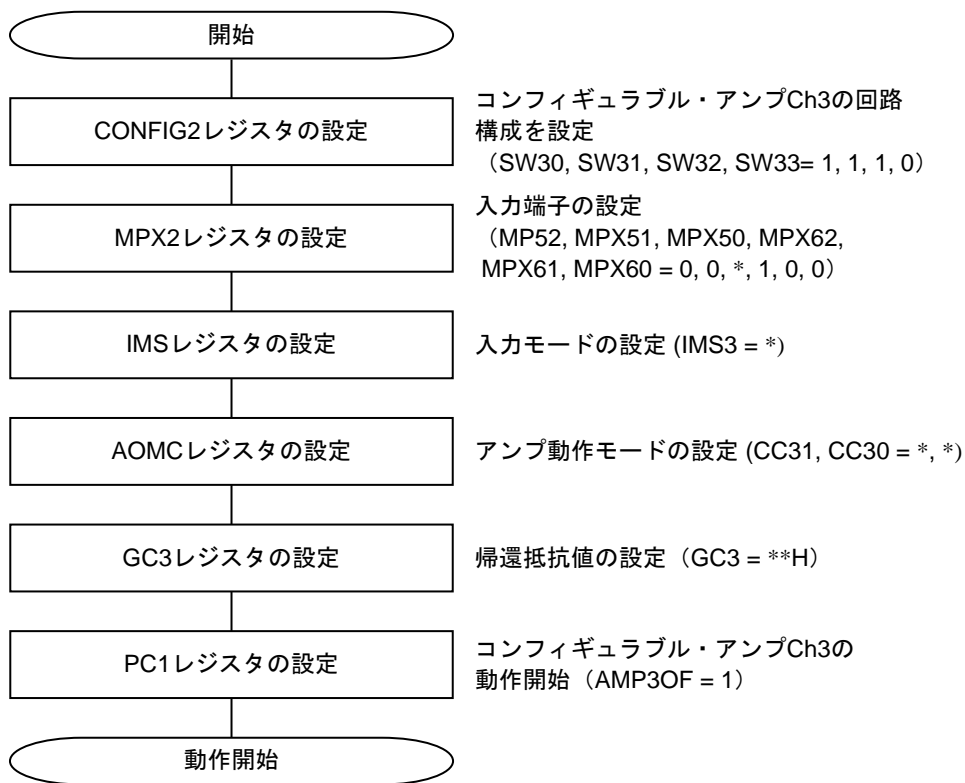 開始
CONFIG2レジスタの設定
コンフィギュラブル・アンプCh3の回路
構成を設定
（SW30, SW31, SW32, SW33= 1, 1, 1, 0）
MPX2レジスタの設定
入力端子の設定
（MP52, MPX51, MPX50, MPX62,
MPX61, MPX60 = 0, 0, *, 1, 0, 0）
IMSレジスタの設定
入力モードの設定 (IMS3 = *)
AOMCレジスタの設定
アンプ動作モードの設定 (CC31, CC30 = *, *)
GC3レジスタの設定
帰還抵抗値の設定（GC3 = **H）
PC1レジスタの設定
コンフィギュラブル・アンプCh3の
動作開始（AMP3OF = 1）
動作開始